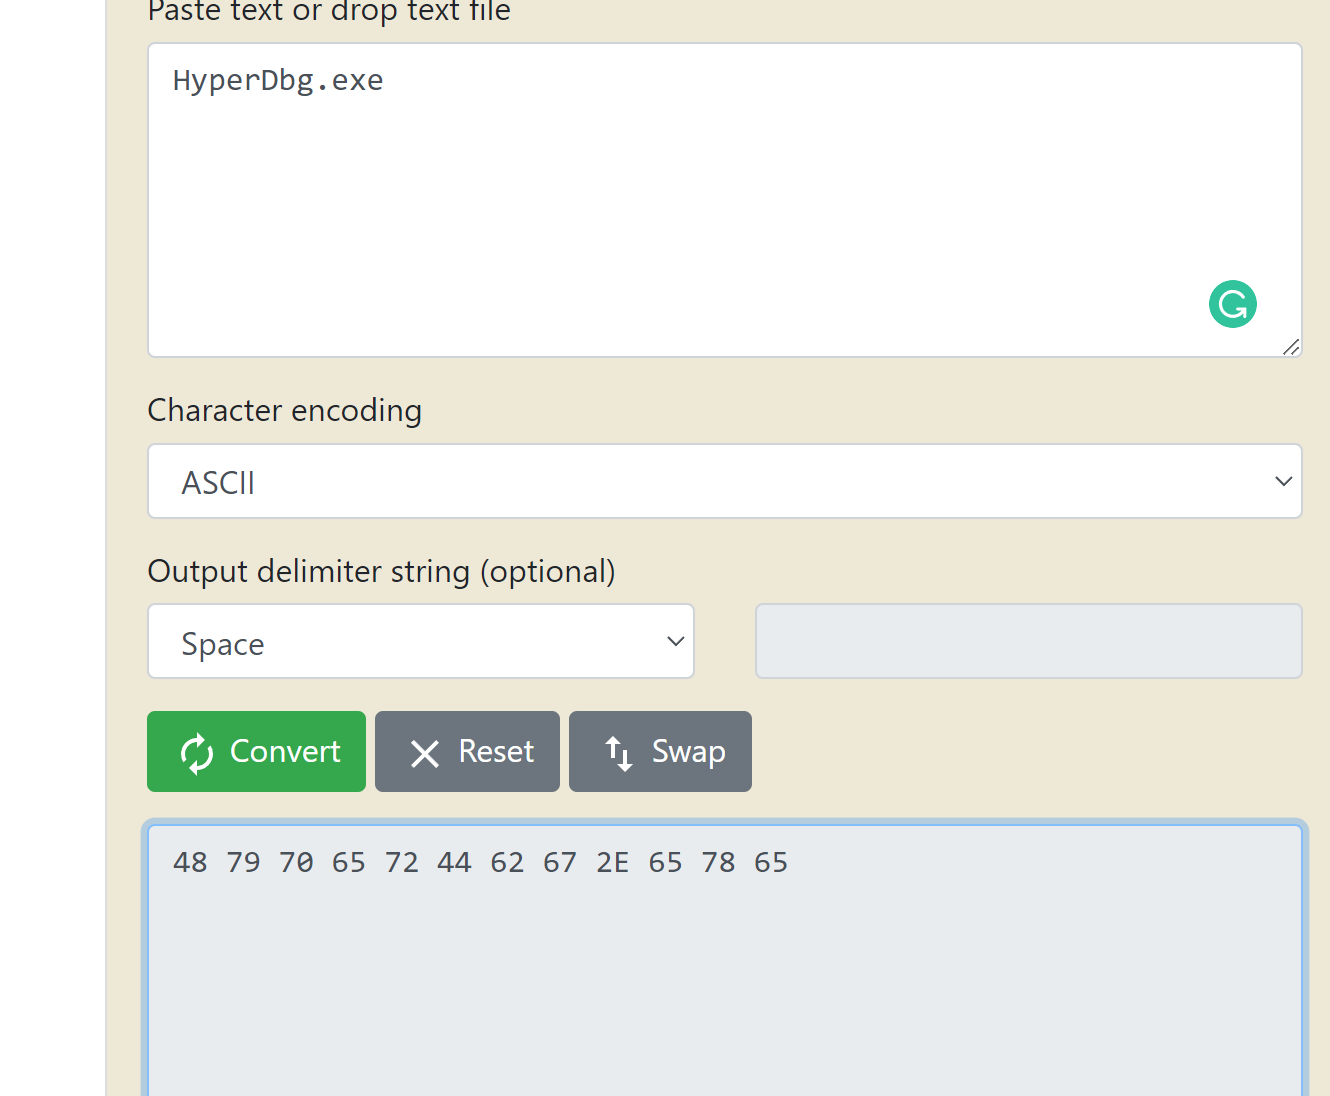 Paste text or drop text file
HyperDbg.exe
Character encoding
ASCII
Output delimiter string (optional)
Space
Convert
Reset
Swap
48 79 70 65 72 44 62 67 2E 65 78 65